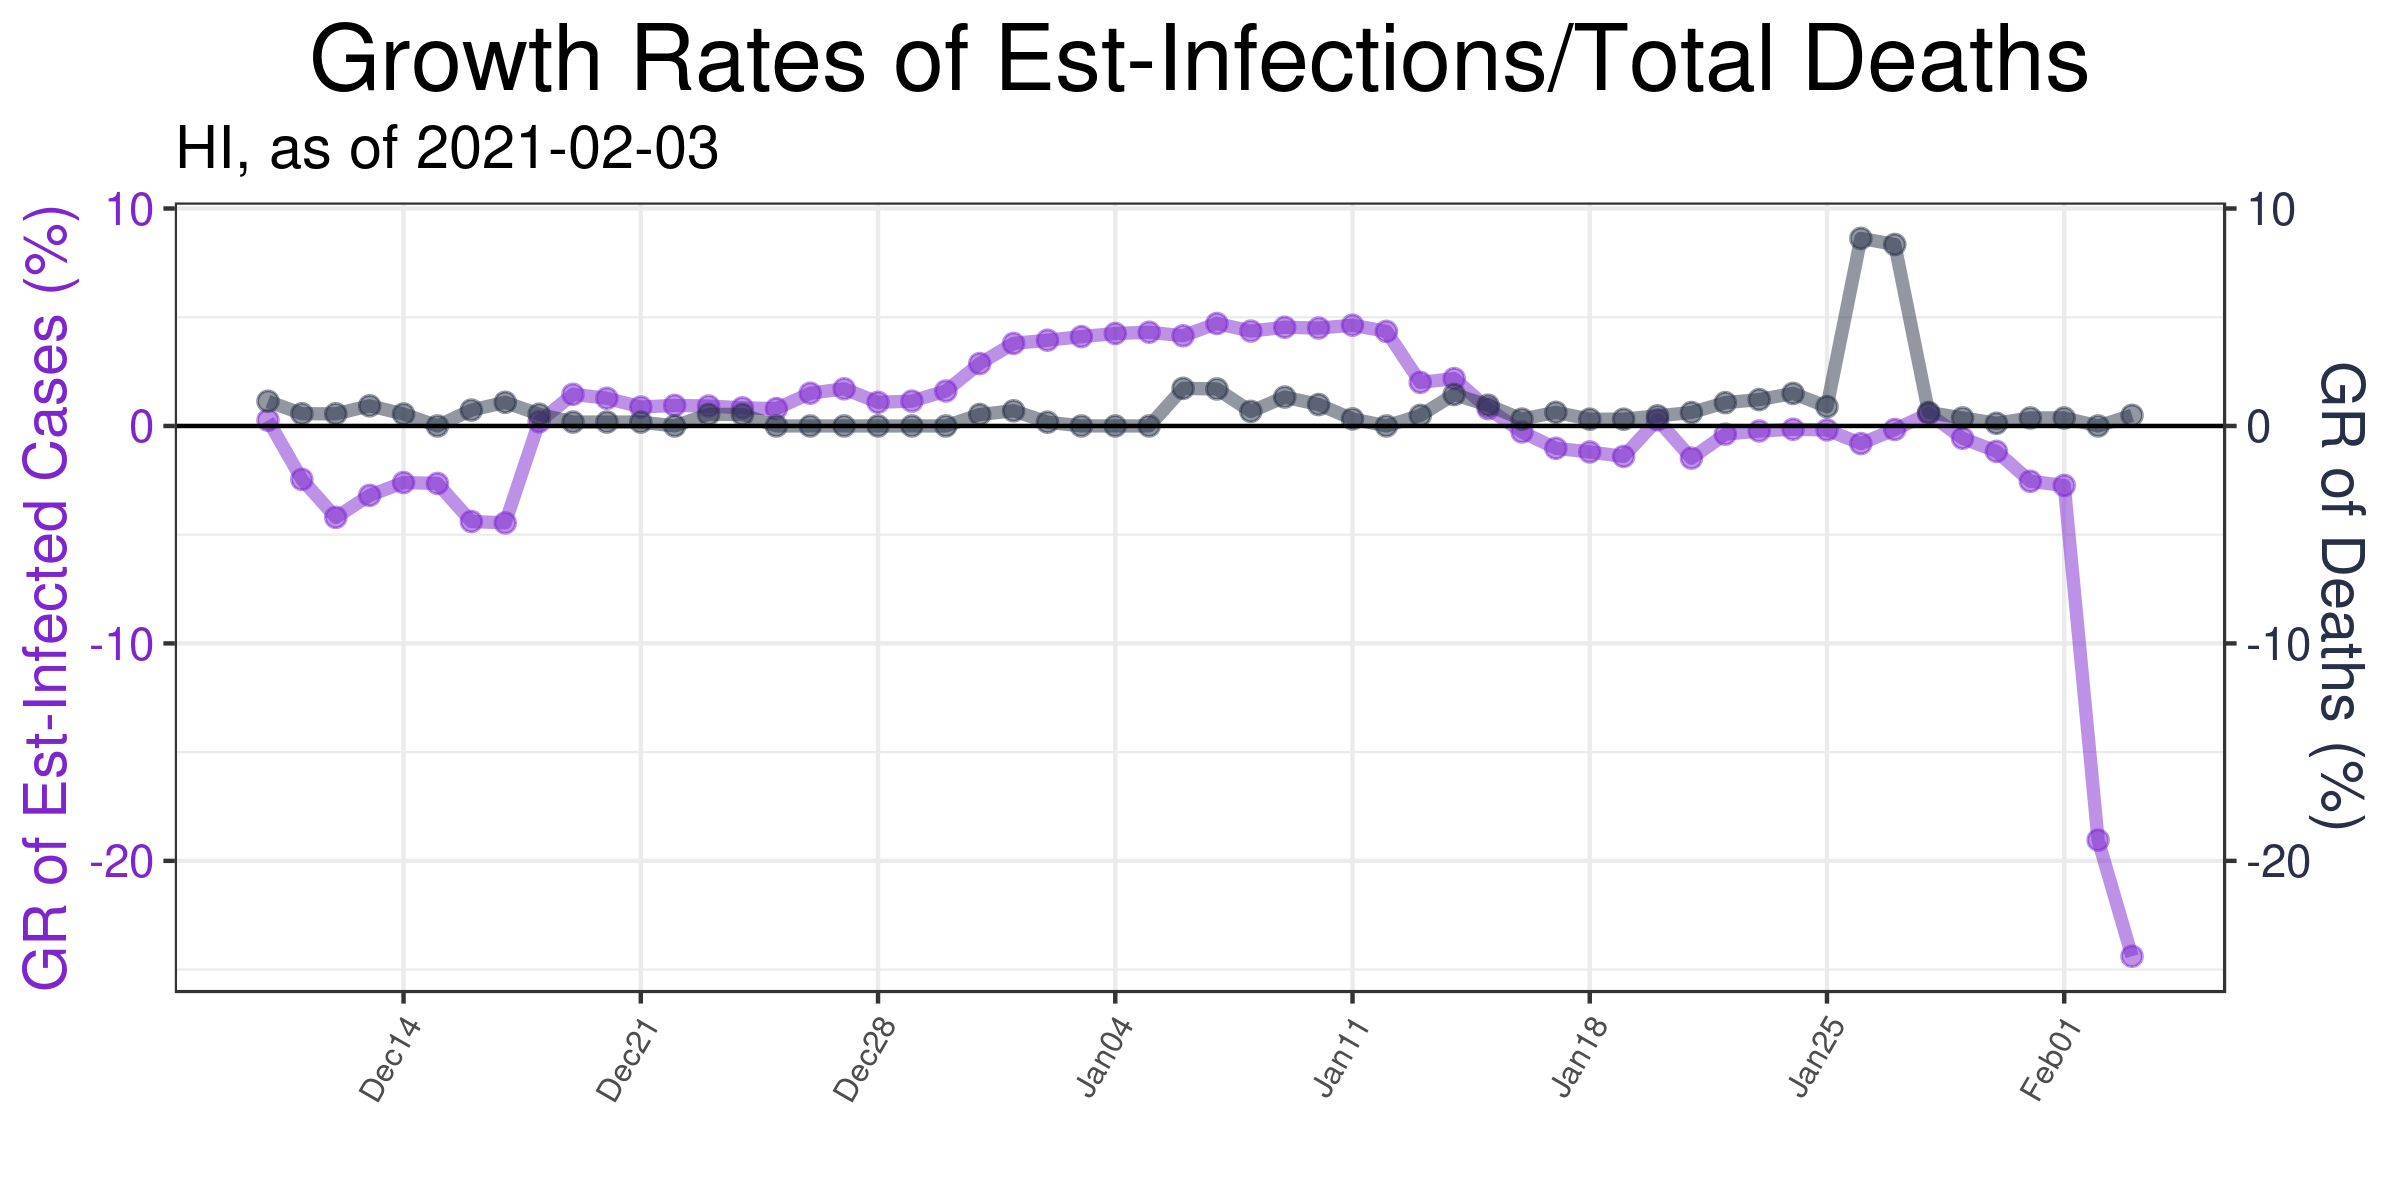 Growth Rates of Est-Infections/Total Deaths
HI, as of 2021-02-03
GR of Est-Infected Cases (%)
10
0
-10
-20
10
0
-10
-20
GR of Deaths (%)
Dec14
Dec21
Dec28
Jan04
Jan11
Jan18
Jan25
Feb01